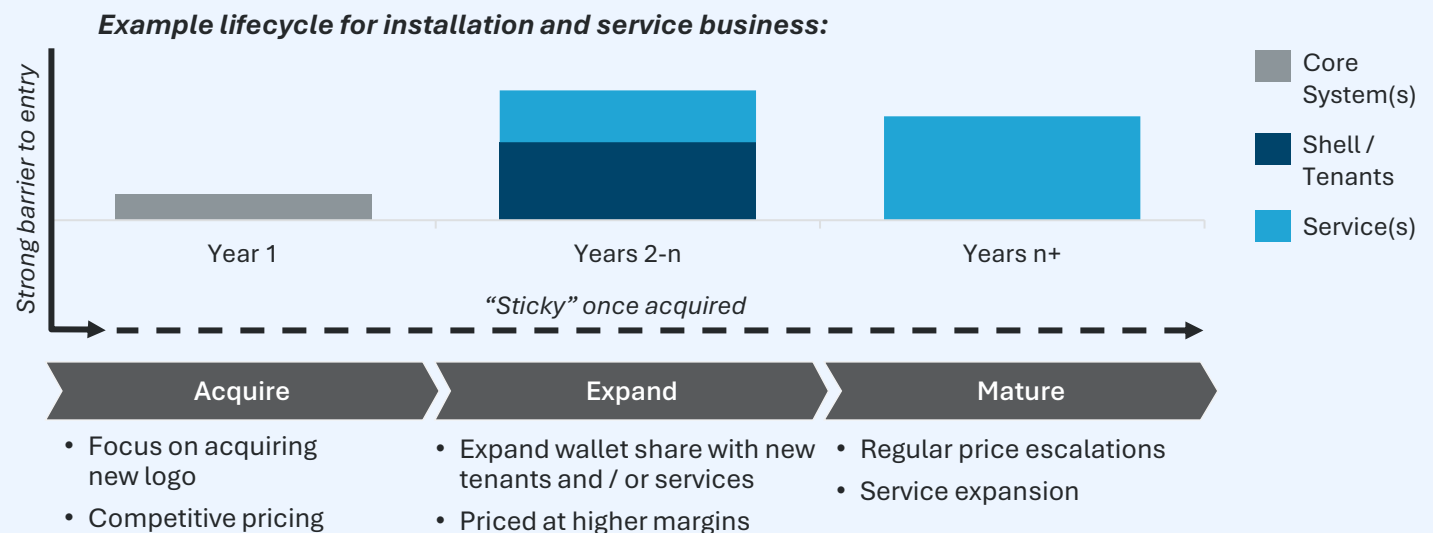 Example lifecycle for installation and service business:
Strong barrier to entry
Core
System(s)
Shell /
Tenants
Service(s)
Year 1
Years 2-n
Years n+
“Sticky” once acquired
Acquire
Expand
Mature
• Focus on acquiring
new logo
• Competitive pricing
• Expand wallet share with new
tenants and / or services
• Priced at higher margins
• Regular price escalations
• Service expansion